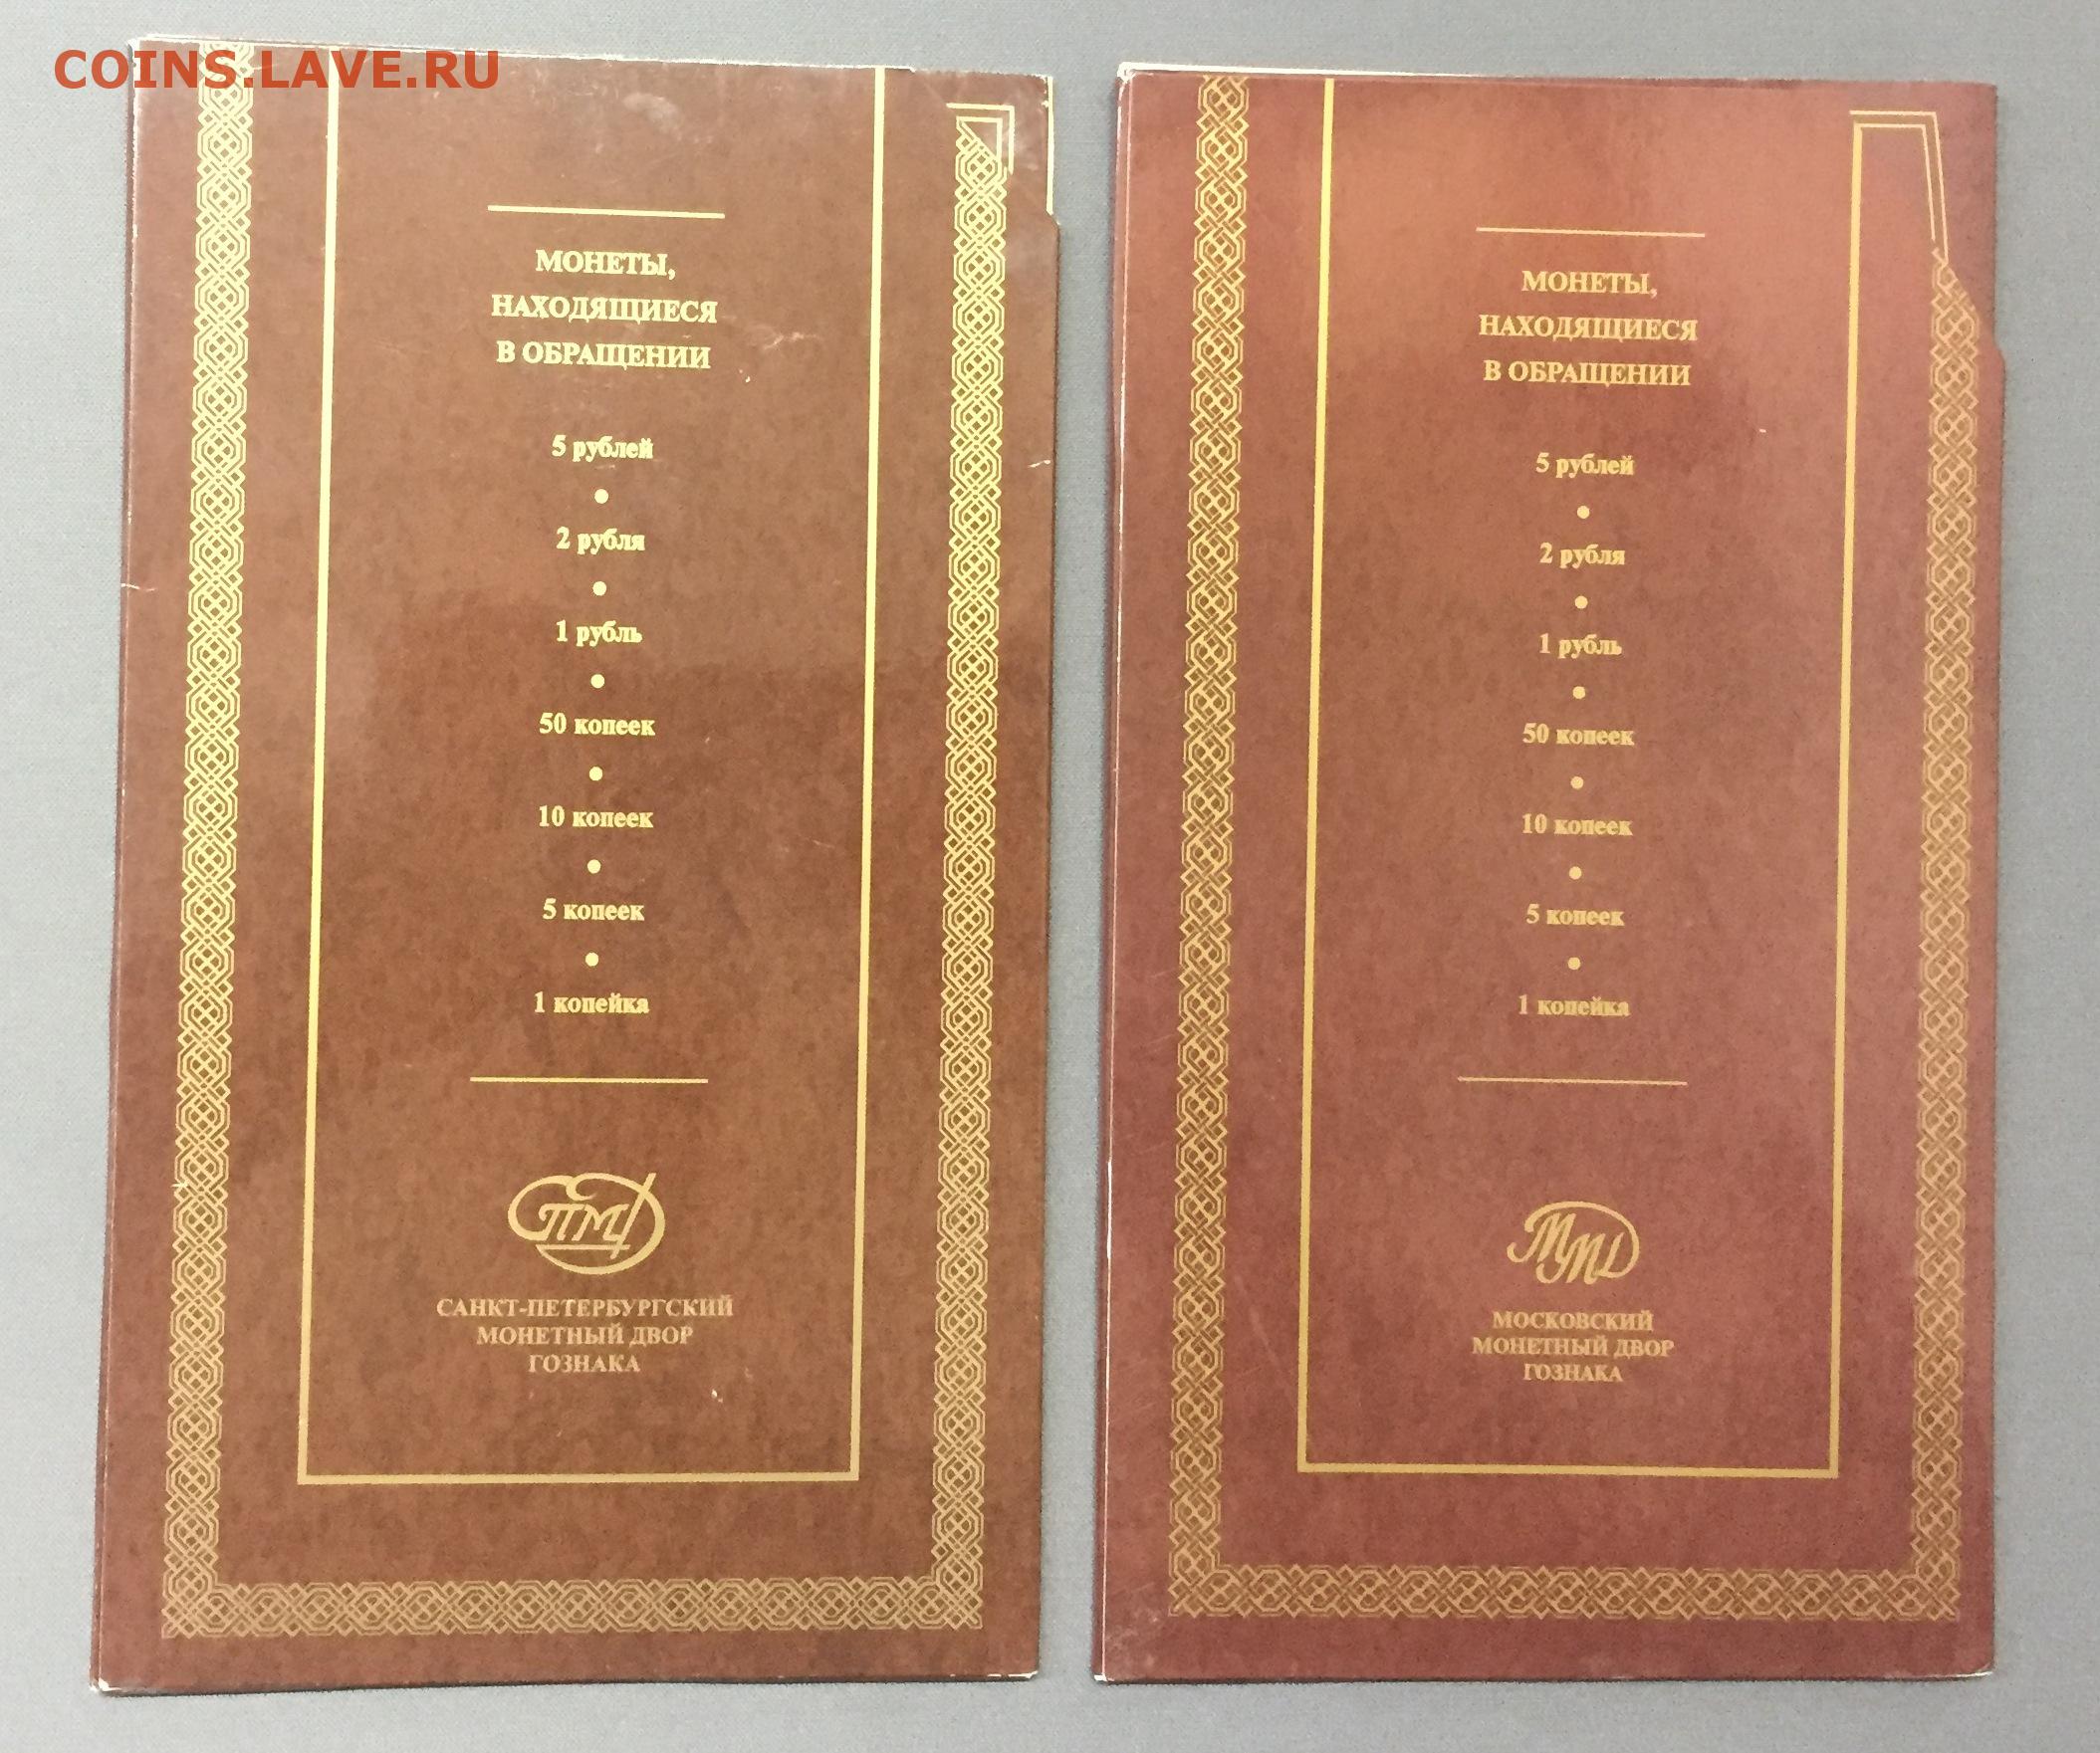 COINS.LAVE.RU
МОНЕТЫ,
НАХОДЯЩИЕСЯ
В ОБРАЩЕНИИ
5 рублей
2 рубля
1 рубль
50 копеек
10 копеек
5 копеек
1 копейка
СПМД
САНКТ-ПЕТЕРБУРГСКИЙ
МОНЕТНЫЙ ДВОР
ГОЗНАКА
МОНЕТЫ,
НАХОДЯЩИЕСЯ
В ОБРАЩЕНИИ
5 рублей
2 рубля
1 рубль
50 копеек
10 копеек
5 копеек
1 копейка
ММД
МОСКОВСКИЙ
МОНЕТНЫЙ ДВОР
ГОЗНАКА